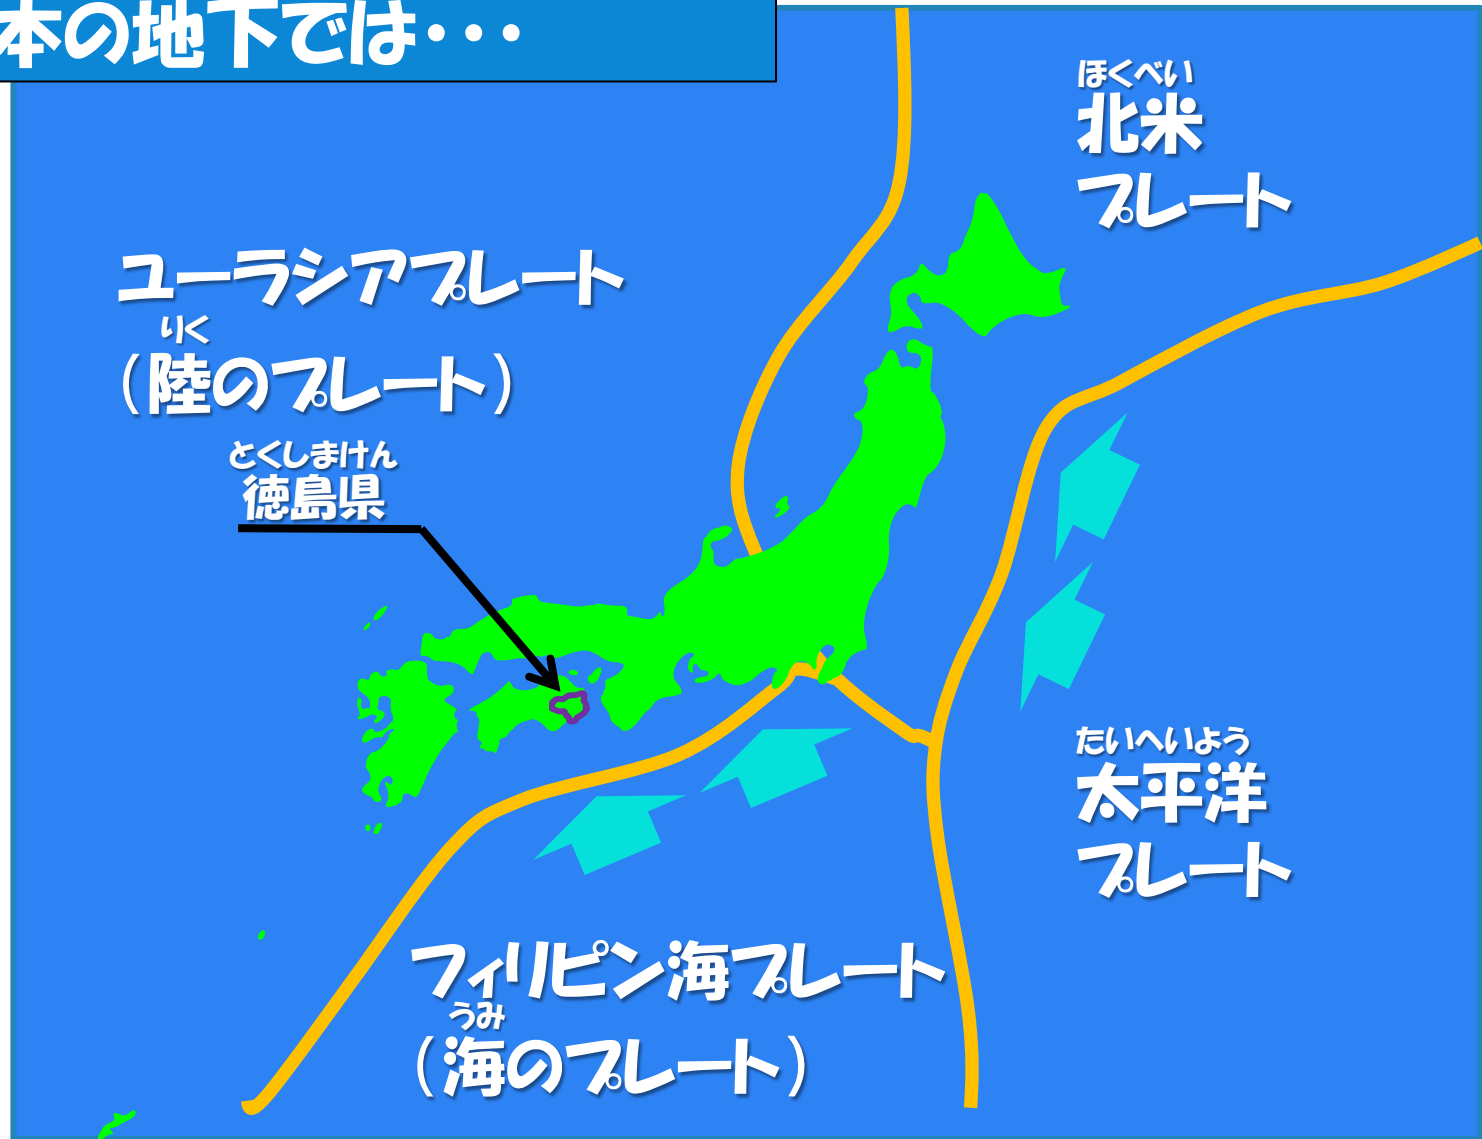 本の地下では・・・
ほくべい
北米
プレート
ユーラシアプレート
りく
（陸のプレート）
とくしまけん
徳島県
たいへいよう
太平洋
プレート
フィリピン海プレート
うみ
（海のプレート）